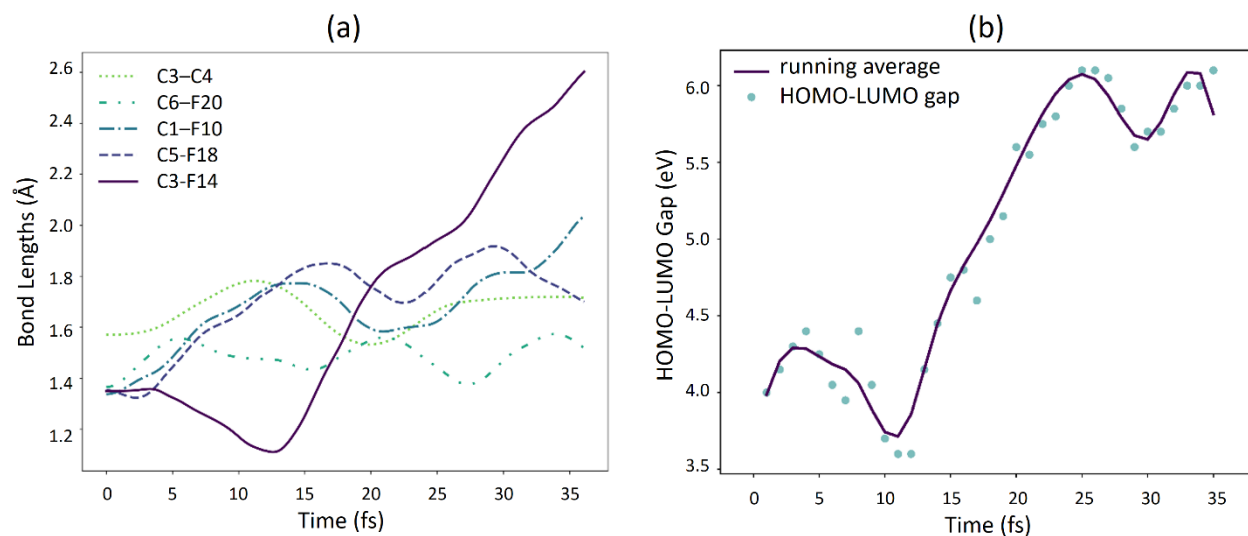 (a)
C3–C4
C6–F20
C1–F10
C5-F18
C3-F14
Bond Lengths (Å)
2.6
2.4
2.2
2.0
1.8
1.6
1.4
1.2
0 5 10 15 20 25 30 35
Time (fs)
(b)
running average
HOMO-LUMO gap
HOMO-LUMO Gap (eV)
6.0
5.5
5.0
4.5
4.0
3.5
0 5 10 15 20 25 30 35
Time (fs)